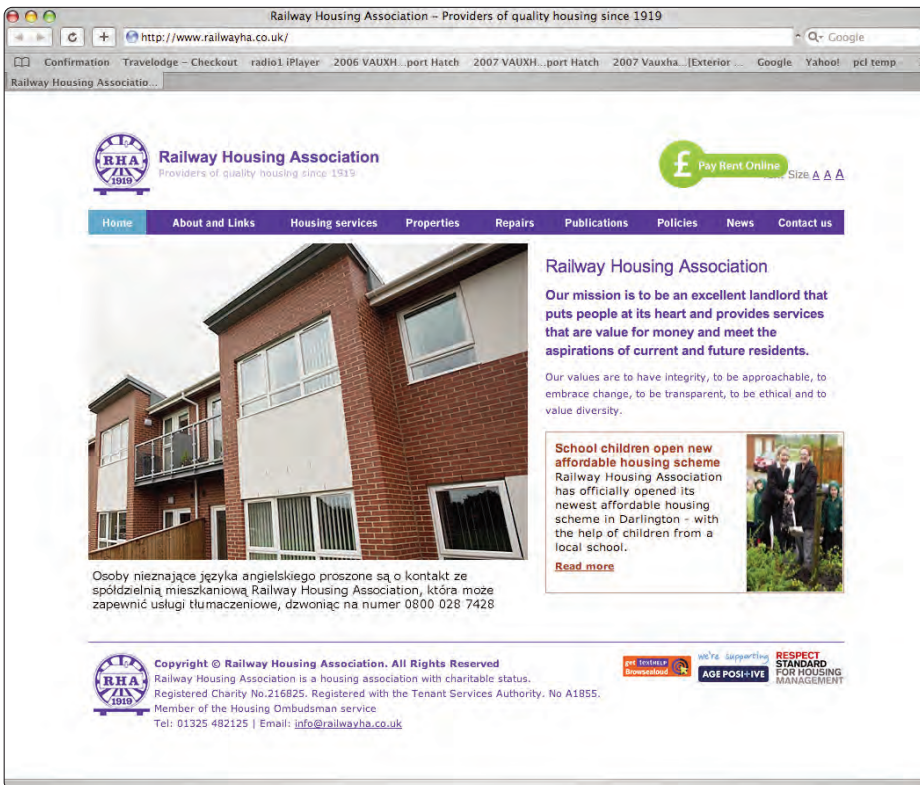 Railway Housing Association – Providers of quality housing since 1919
http://www.railwayha.co.uk/
Google
Confirmation Travelodge – Checkout radio1 iPlayer 2006 VAUXH...port Hatch 2007 VAUXH...port Hatch 2007 Vauxha...[Exterior ... Google Yahoo! pcl temp
Railway Housing Associatio...
RHA
1919
Railway Housing Association
Providers of quality housing since 1919
£ Pay Rent Online
Size A A A
Home About and Links Housing services Properties Repairs Publications Policies News Contact us
Railway Housing Association
Our mission is to be an excellent landlord that
puts people at its heart and provides services
that are value for money and meet the
aspirations of current and future residents.
Our values are to have integrity, to be approachable, to
embrace change, to be transparent, to be ethical and to
value diversity.
School children open new
affordable housing scheme
Railway Housing Association
has officially opened its
newest affordable housing
scheme in Darlington - with
the help of children from a
local school.
Read more
Osoby nieznające języka angielskiego proszone są o kontakt ze
spółdzielnią mieszkaniową Railway Housing Association, która może
zapewnić usługi tłumaczeniowe, dzwoniąc na numer 0800 028 7428
RHA
1919
Copyright © Railway Housing Association. All Rights Reserved
Railway Housing Association is a housing association with charitable status.
Registered Charity No.216825. Registered with the Tenant Services Authority. No A1855.
Member of the Housing Ombudsman service
Tel: 01325 482125 | Email: info@railwayha.co.uk
get textHELP
Browsealoud
we're supporting
AGE POSITIVE
RESPECT
STANDARD
FOR HOUSING
MANAGEMENT